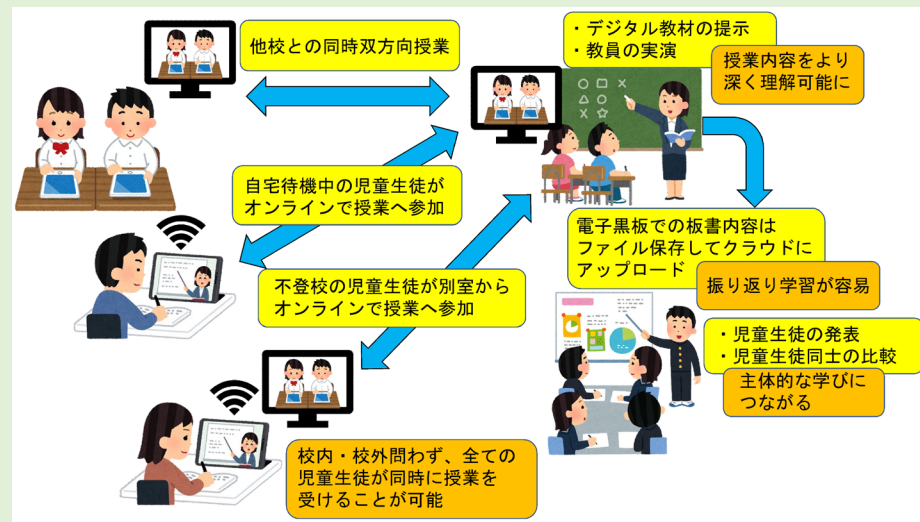 他校との同時双方向授業
・デジタル教材の提示
・教員の実演
授業内容をより
深く理解可能に
自宅待機中の児童生徒が
オンラインで授業へ参加
不登校の児童生徒が別室から
オンラインで授業へ参加
電子黒板での板書内容は
ファイル保存してクラウドに
アップロード
振り返り学習が容易
・児童生徒の発表
・児童生徒同士の比較
主体的な学びに
つながる
校内・校外問わず、全ての
児童生徒が同時に授業を
受けることが可能